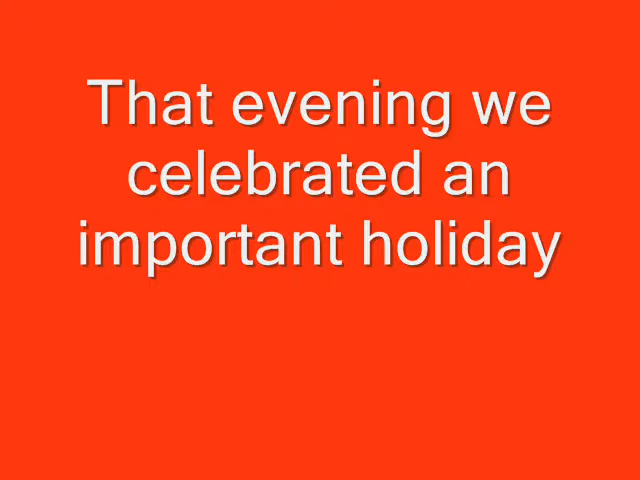 That evening we
celebrated an
important holiday